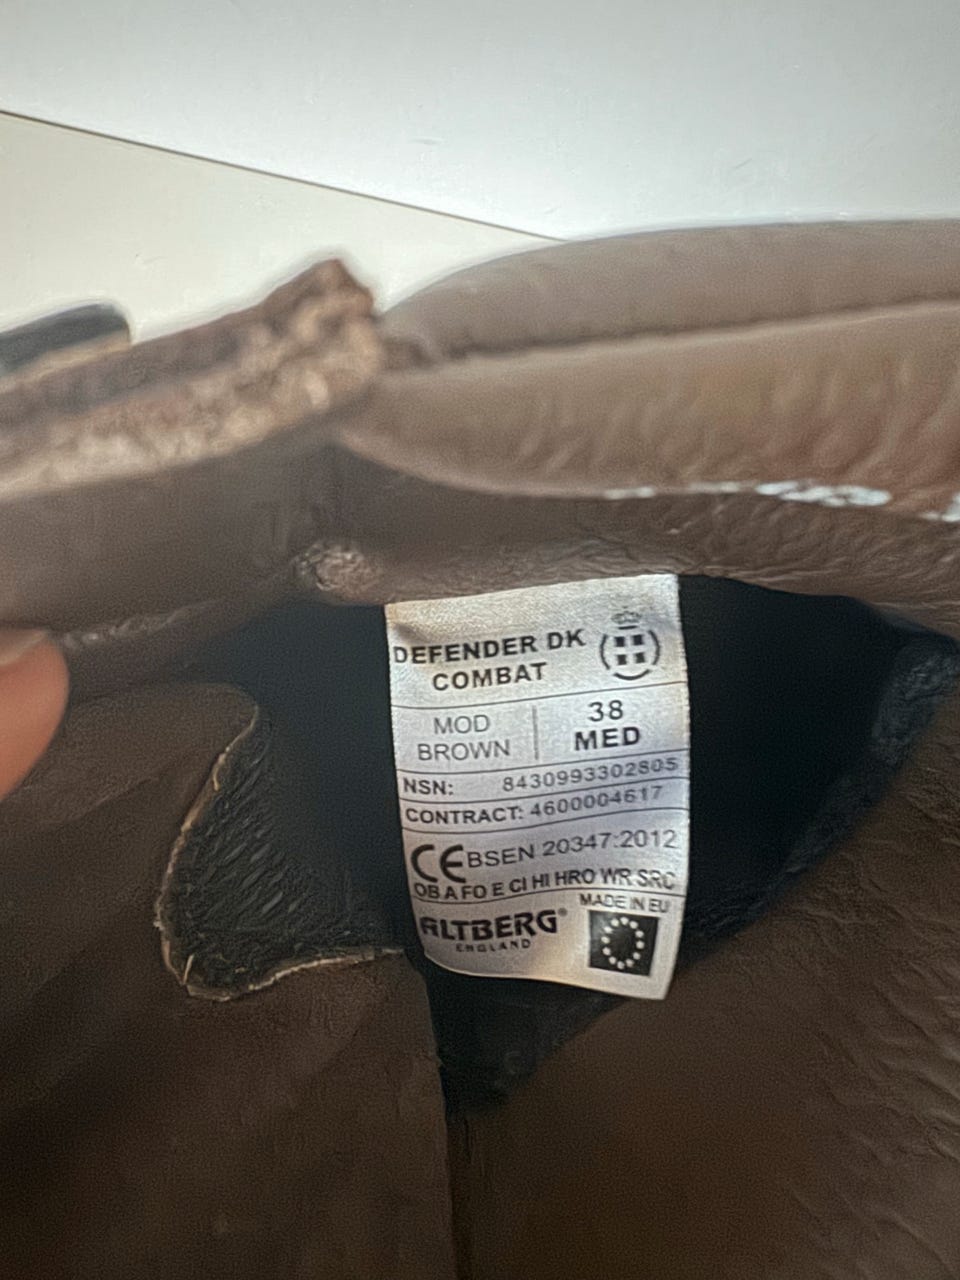 DEFENDER DK
COMBAT
MOD
BROWN
38
MED
NSN: 8430993302805
CONTRACT: 4600004617
CE BSEN 20347:2012
OB A FO E CI HI HRO WR SRC
MADE IN EU
ALTBERG®
ENGLAND